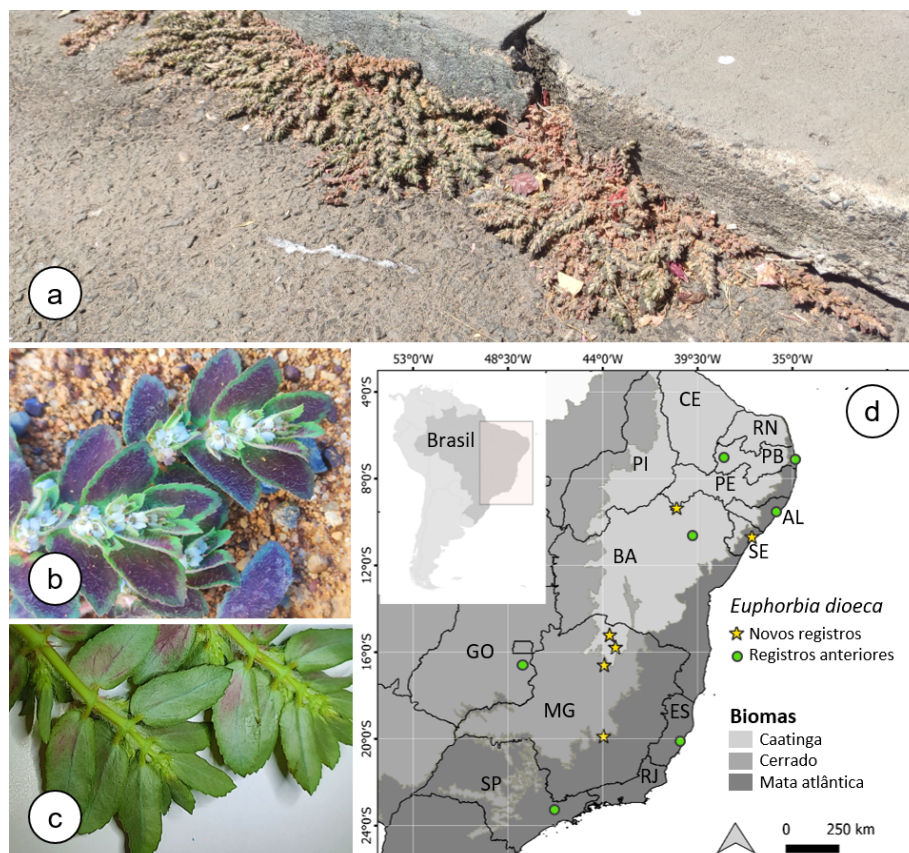 a
b
c
d
53°0'W 48°30'W 44°0'W 39°30'W 35°0'W
4°0'S
8°0'S
12°0'S
16°0'S
20°0'S
24°0'S
Brasil
CE
RN
PI
PB
PE
AL
SE
BA
GO
MG
ES
SP
RJ
Euphorbia dioeca
Novos registros
Registros anteriores
Biomas
Caatinga
Cerrado
Mata atlântica
0 250 km